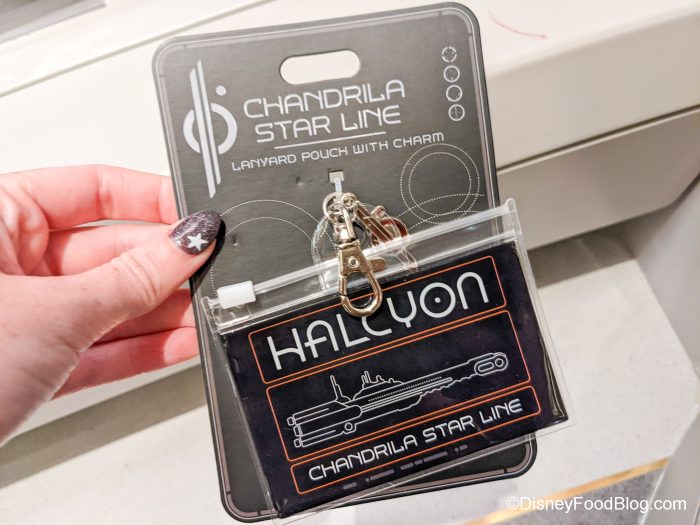 CHANDRILA
STAR LINE
LANYARD POUCH WITH CHARM
HALCYON
CHANDRILA STAR LINE
©DisneyFoodBlog.com